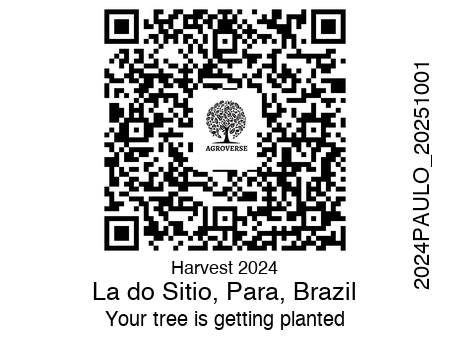 AGROVERSE
Harvest 2024
La do Sitio, Para, Brazil
Your tree is getting planted
2024PAULO_20251001